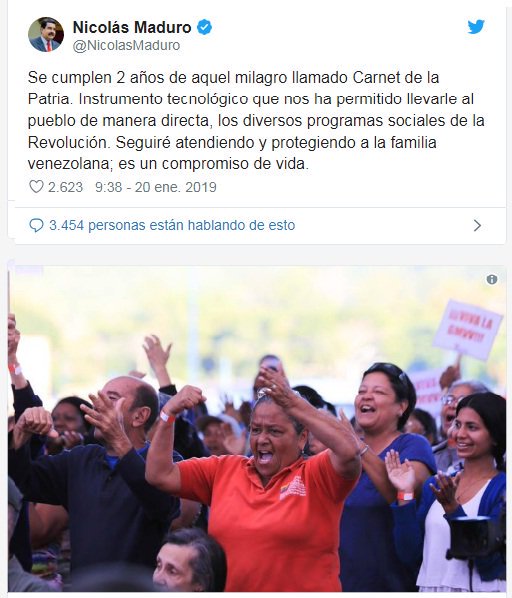 Nicolás Maduro
@NicolasMaduro
Se cumplen 2 años de aquel milagro llamado Carnet de la
Patria. Instrumento tecnológico que nos ha permitido llevarle al
pueblo de manera directa, los diversos programas sociales de la
Revolución. Seguiré atendiendo y protegiendo a la familia
venezolana; es un compromiso de vida.
2.623 9:38 - 20 ene. 2019
3.454 personas están hablando de esto
VIVA LA
GMVV!!!